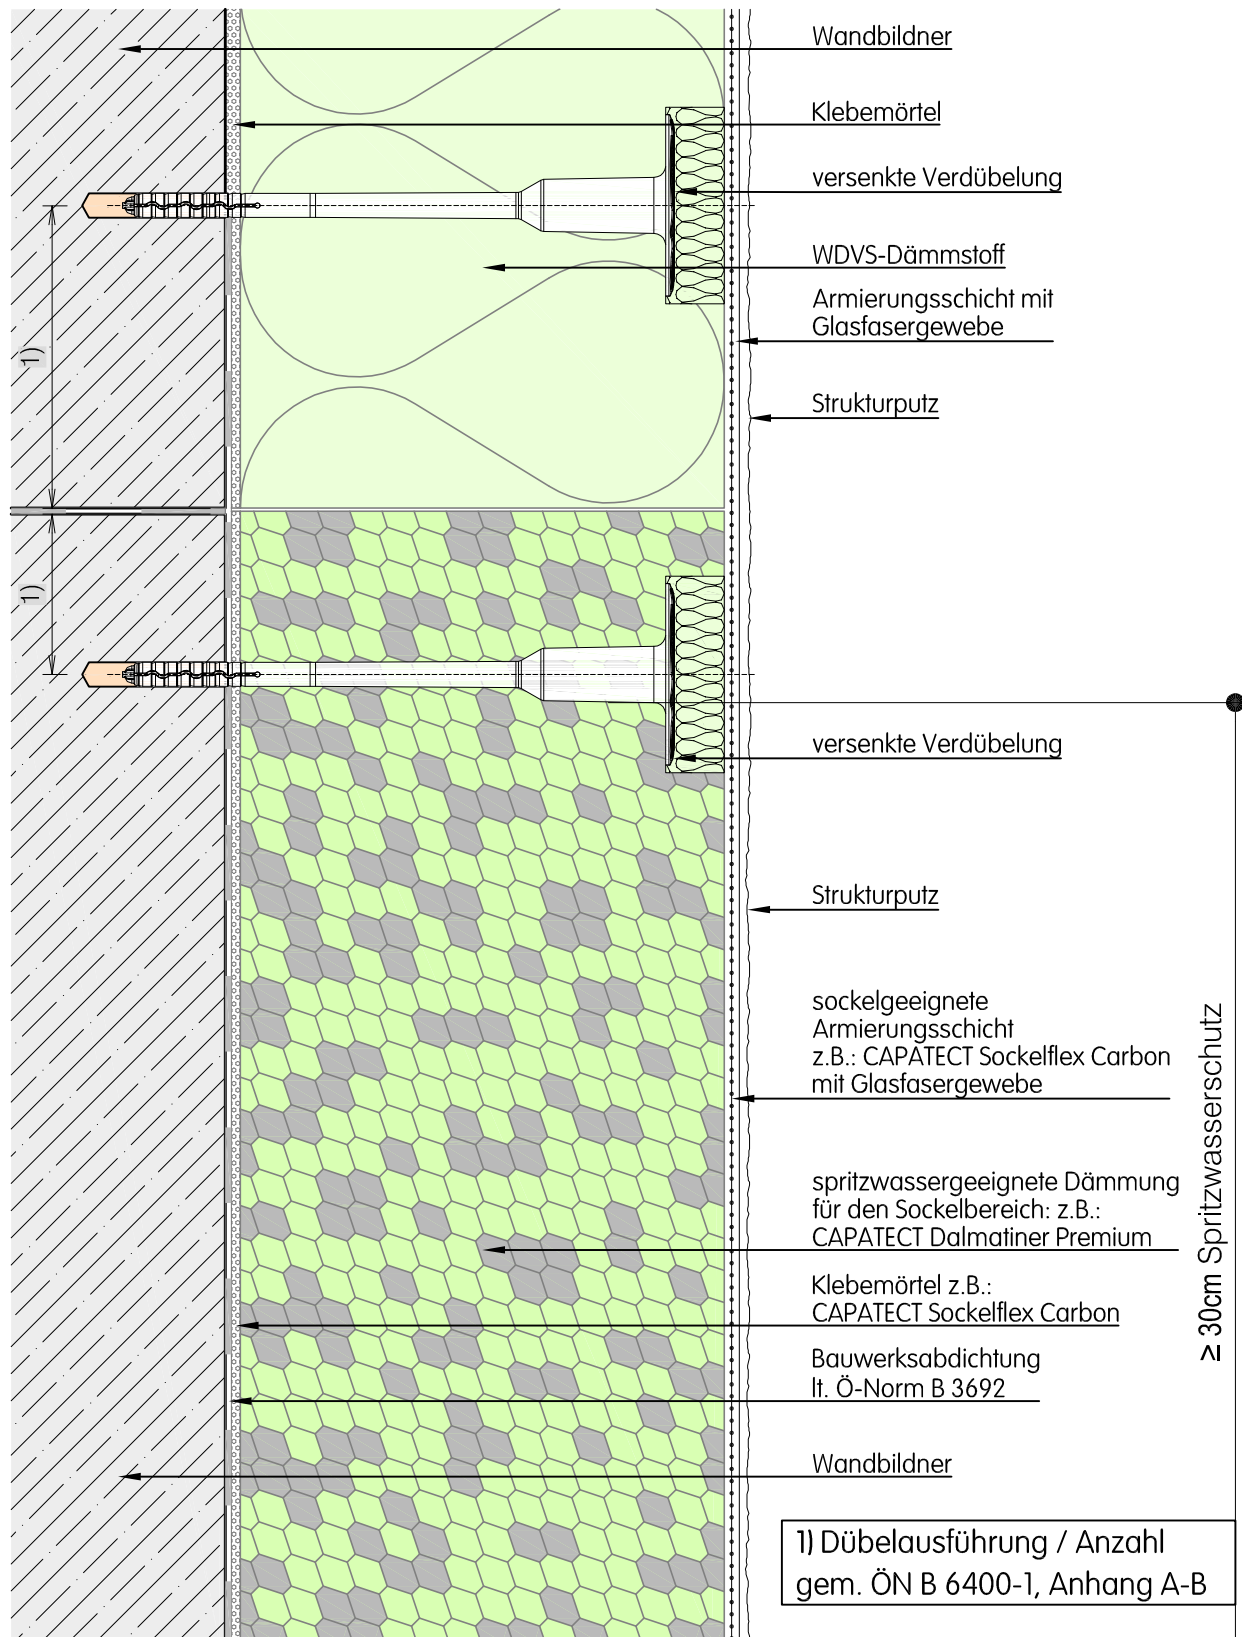 Wandbildner
Klebemörtel
versenkte Verdübelung
WDVS-Dämmstoff
Armierungsschicht mit
Glasfasergewebe
1)
Strukturputz
1)
versenkte Verdübelung
Strukturputz
sockelgeeignete
Armierungsschicht
z.B.: CAPATECT Sockelflex Carbon
mit Glasfasergewebe
≥ 30cm Spritzwasserschutz
spritzwassergeeignete Dämmung
für den Sockelbereich: z.B.:
CAPATECT Dalmatiner Premium
Klebemörtel z.B.:
CAPATECT Sockelflex Carbon
Bauwerksabdichtung
lt. Ö-Norm B 3692
Wandbildner
1) Dübelausführung / Anzahl
gem. ÖN B 6400-1, Anhang A-B